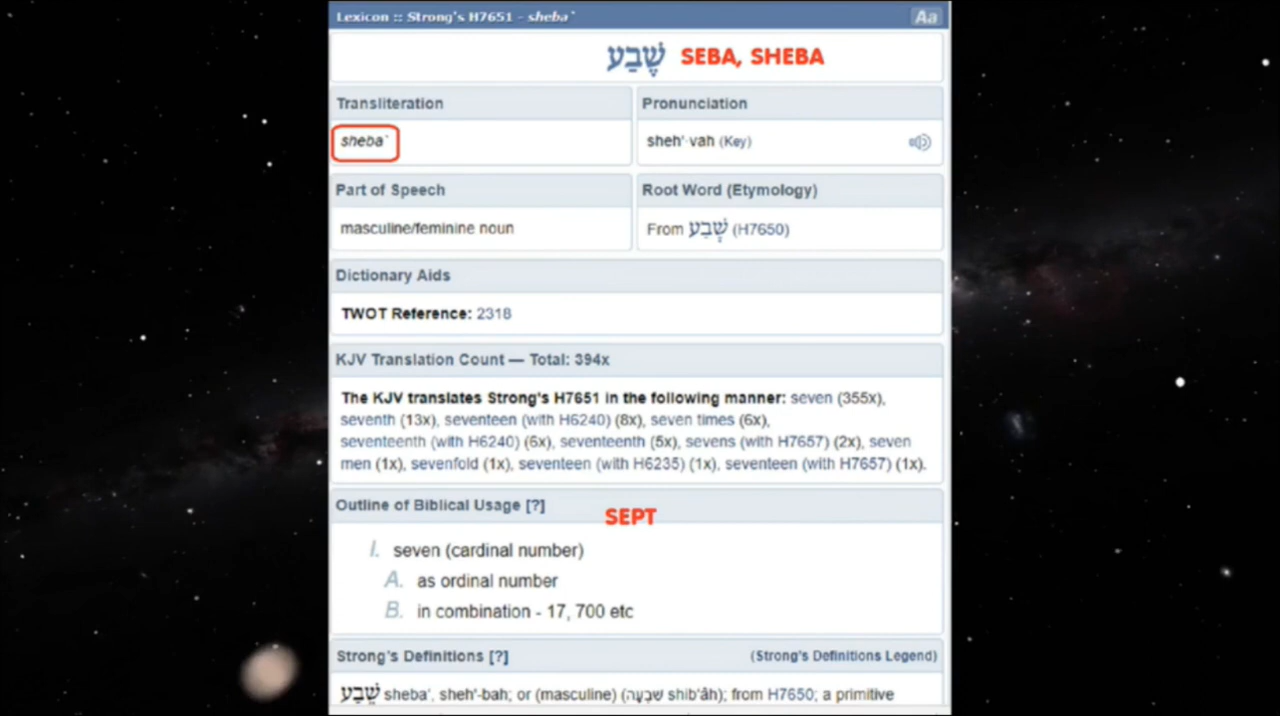 Lexicon :: Strong's H7651 - sheba` Aa
שֶׁבַע SEBA, SHEBA
Transliteration Pronunciation
sheba` sheh'·vah (Key)
Part of Speech Root Word (Etymology)
masculine/feminine noun From שָׁבַע (H7650)
Dictionary Aids
TWOT Reference: 2318
KJV Translation Count — Total: 394x
The KJV translates Strong's H7651 in the following manner: seven (355x),
seventh (13x), seventeen (with H6240) (8x), seven times (6x),
seventeenth (with H6240) (6x), seventeenth (5x), sevens (with H7657) (2x), seven
men (1x), sevenfold (1x), seventeen (with H6235) (1x), seventeen (with H7657) (1x).
Outline of Biblical Usage [?] SEPT
I. seven (cardinal number)
A. as ordinal number
B. in combination - 17, 700 etc
Strong's Definitions [?] (Strong's Definitions Legend)
שֶׁבַע shebaʻ, sheh'-bah; or (masculine) (שִׁבְעָה shibʻâh); from H7650; a primitive